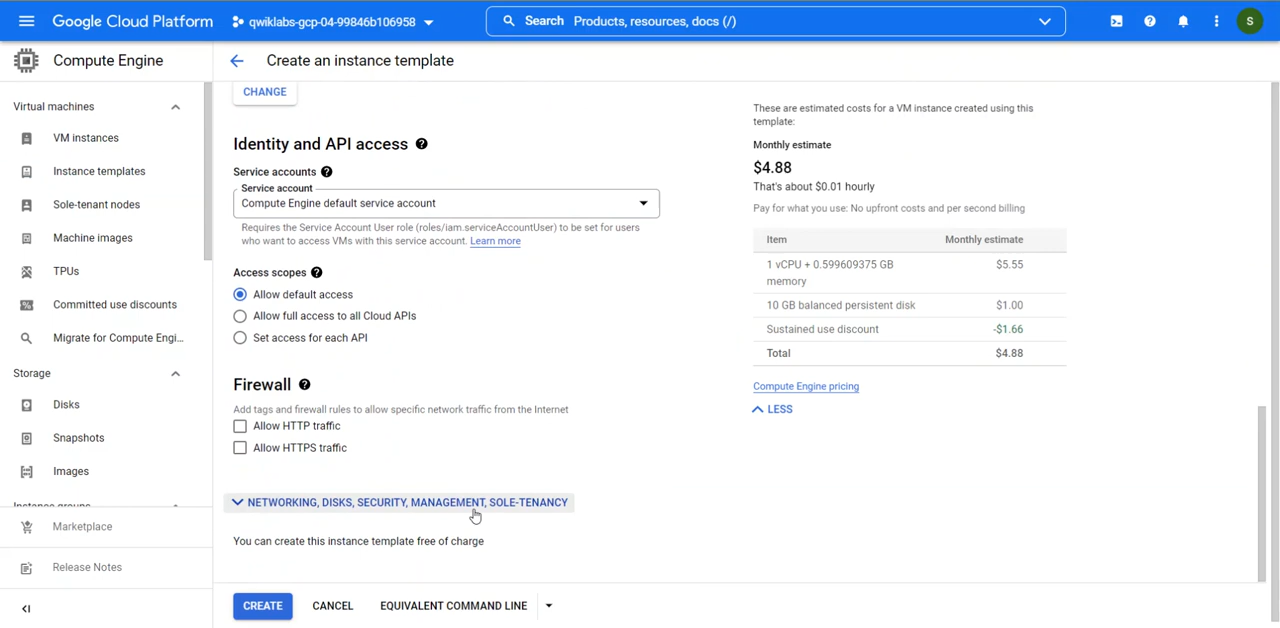 Google Cloud Platform
qwiklabs-gcp-04-99846b106958
Search Products, resources, docs (/)
S
Compute Engine
Create an instance template
Virtual machines
VM instances
Instance templates
Sole-tenant nodes
Machine images
TPUs
Committed use discounts
Migrate for Compute Engi...
Storage
Disks
Snapshots
Images
Marketplace
Release Notes
CHANGE
Identity and API access
Service accounts
Service account
Compute Engine default service account
Requires the Service Account User role (roles/iam.serviceAccountUser) to be set for users
who want to access VMs with this service account. Learn more
Access scopes
Allow default access
Allow full access to all Cloud APIs
Set access for each API
Firewall
Add tags and firewall rules to allow specific network traffic from the Internet
Allow HTTP traffic
Allow HTTPS traffic
NETWORKING, DISKS, SECURITY, MANAGEMENT, SOLE-TENANCY
You can create this instance template free of charge
CREATE CANCEL EQUIVALENT COMMAND LINE
These are estimated costs for a VM instance created using this
template:
Monthly estimate
$4.88
That's about $0.01 hourly
Pay for what you use: No upfront costs and per second billing
Item Monthly estimate
1 vCPU + 0.599609375 GB
memory $5.55
10 GB balanced persistent disk $1.00
Sustained use discount -$1.66
Total $4.88
Compute Engine pricing
LESS